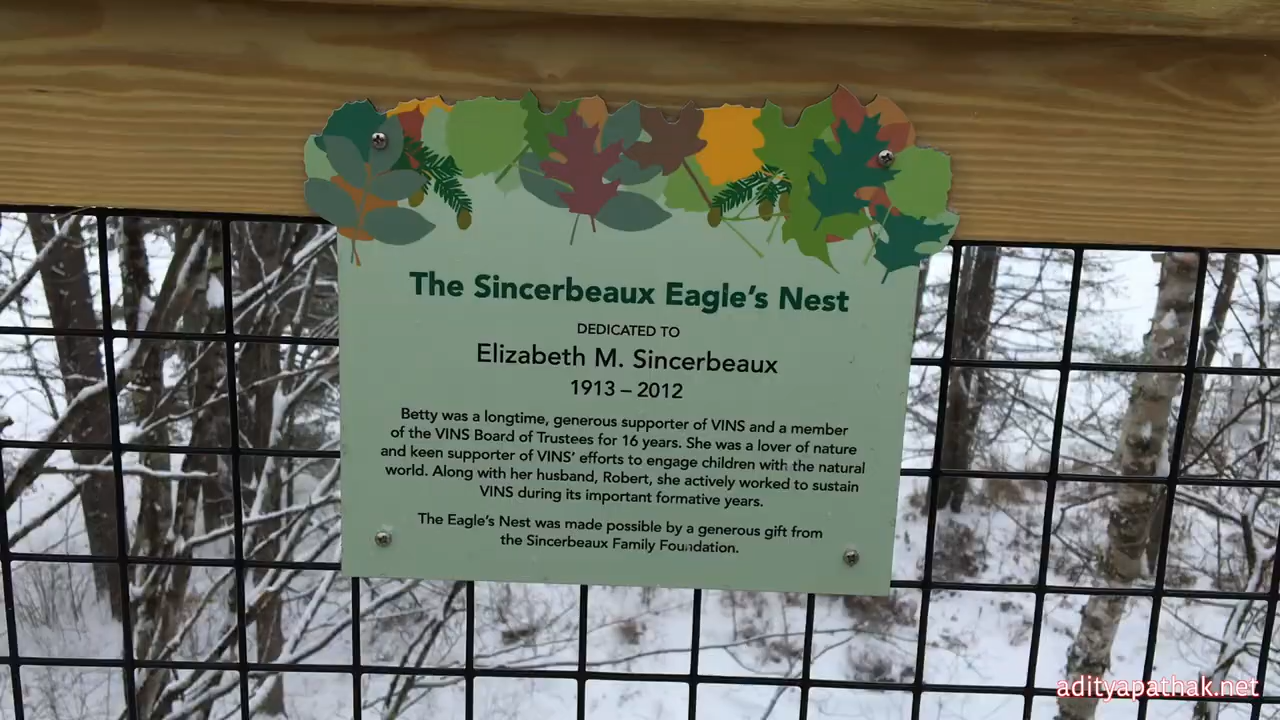 The Sincerbeaux Eagle's Nest
DEDICATED TO
Elizabeth M. Sincerbeaux
1913 – 2012
Betty was a longtime, generous supporter of VINS and a member
of the VINS Board of Trustees for 16 years. She was a lover of nature
and keen supporter of VINS' efforts to engage children with the natural
world. Along with her husband, Robert, she actively worked to sustain
VINS during its important formative years.
The Eagle's Nest was made possible by a generous gift from
the Sincerbeaux Family Foundation.
adityapathak.net